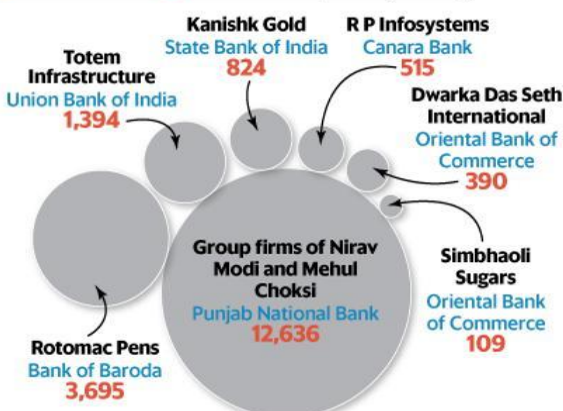 Kanishk Gold
State Bank of India
824
R P Infosystems
Canara Bank
515
Totem
Infrastructure
Union Bank of India
1,394
Dwarka Das Seth
International
Oriental Bank of
Commerce
390
Group firms of Nirav
Modi and Mehul
Choksi
Punjab National Bank
12,636
Simbhaoli
Sugars
Oriental Bank
of Commerce
109
Rotomac Pens
Bank of Baroda
3,695